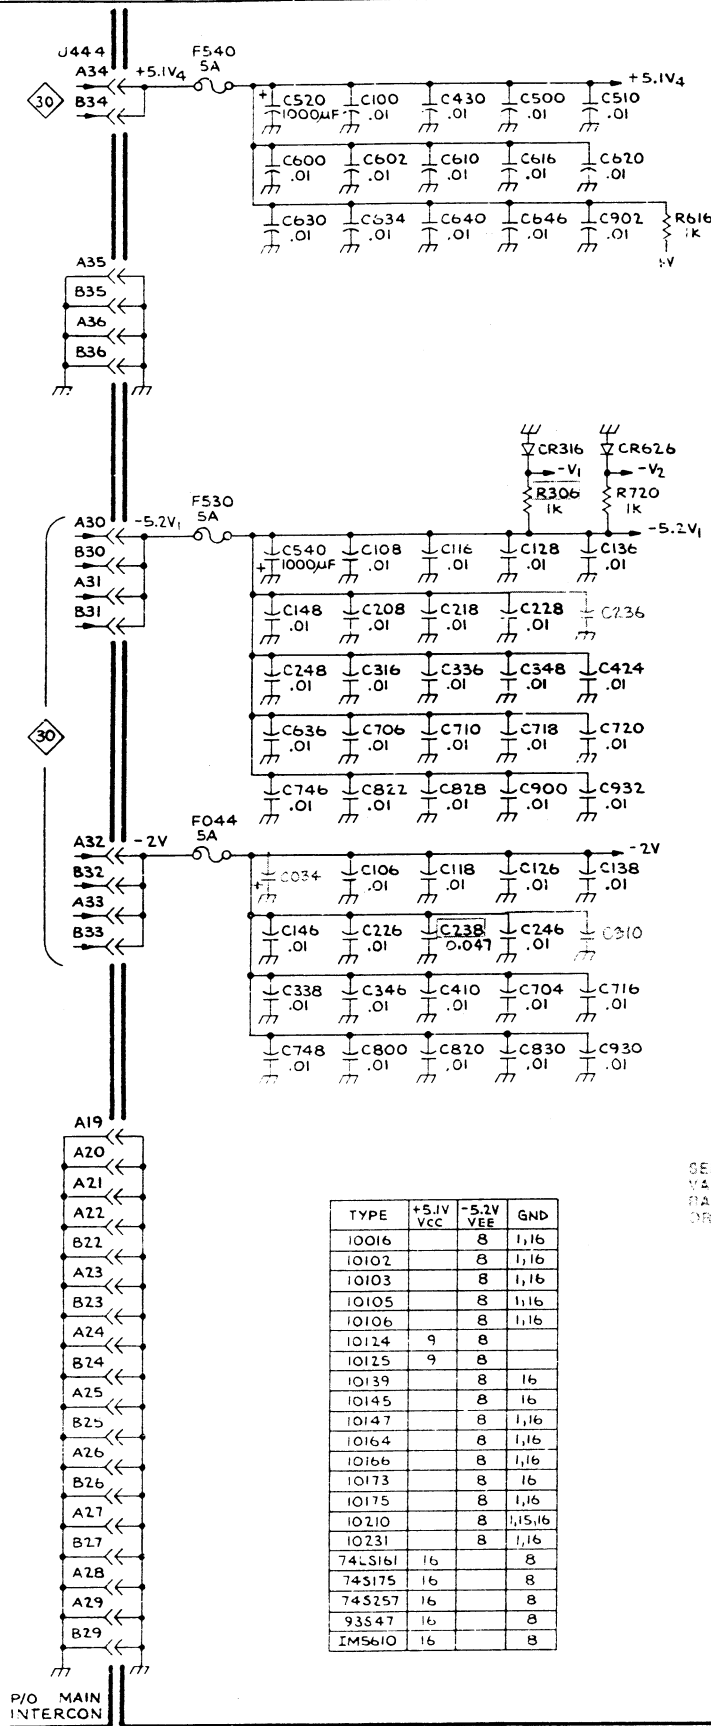 J444
F540
5A
A34
+5.1V4
+5.1V4
30
B34
C520
1000µF
C100
.01
C430
.01
C500
.01
C510
.01
C600
.01
C602
.01
C610
.01
C616
.01
C620
.01
C630
.01
C634
.01
C640
.01
C646
.01
C902
.01
R616
1K
A35
B35
A36
B36
CR316
CR626
-V1
-V2
R306
1K
R720
1K
F530
5A
A30
-5.2V1
-5.2V1
B30
A31
B31
C540
1000µF
C108
.01
C116
.01
C128
.01
C136
.01
C148
.01
C208
.01
C218
.01
C228
.01
C236
C248
.01
C316
.01
C336
.01
C348
.01
C424
.01
30
C636
.01
C706
.01
C710
.01
C718
.01
C720
.01
C746
.01
C822
.01
C828
.01
C900
.01
C932
.01
F044
5A
A32
-2V
-2V
B32
A33
B33
C034
C106
.01
C118
.01
C126
.01
C138
.01
C146
.01
C226
.01
C238
0.047
C246
.01
C310
C338
.01
C346
.01
C410
.01
C704
.01
C716
.01
C748
.01
C800
.01
C820
.01
C830
.01
C930
.01
A19
A20
A21
A22
B22
A23
B23
A24
B24
A25
B25
A26
B26
A27
B27
A28
A29
B29
TYPE +5.1V VCC -5.2V VEE GND
10016 8 1,16
10102 8 1,16
10103 8 1,16
10105 8 1,16
10106 8 1,16
10124 9 8
10125 9 8
10139 8 16
10145 8 16
10147 8 1,16
10164 8 1,16
10166 8 1,16
10173 8 16
10175 8 1,16
10210 8 1,15,16
10231 8 1,16
74LS161 16 8
74S175 16 8
74S257 16 8
93S47 16 8
IM5610 16 8
P/O MAIN
INTERCON